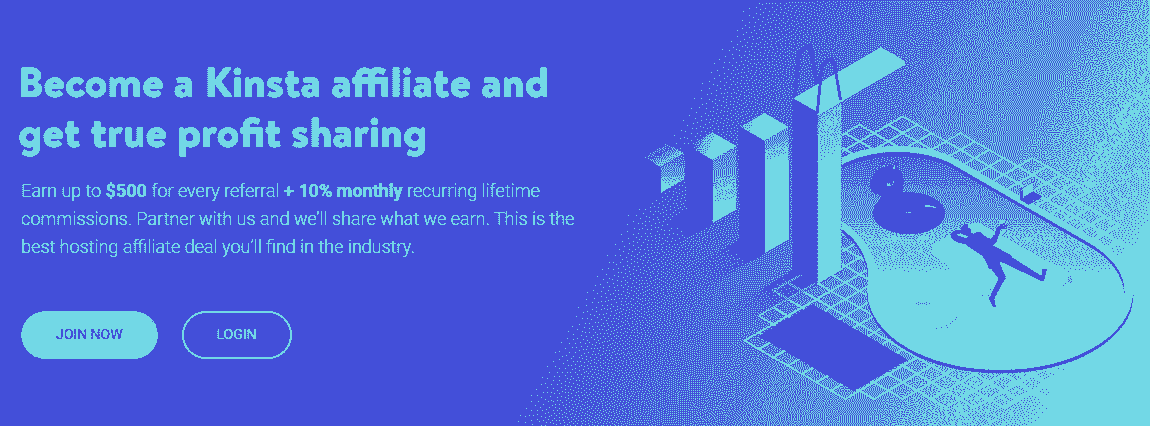 Become a Kinsta affiliate and
get true profit sharing
Earn up to $500 for every referral + 10% monthly recurring lifetime
commissions. Partner with us and we'll share what we earn. This is the
best hosting affiliate deal you'll find in the industry.
JOIN NOW
LOGIN